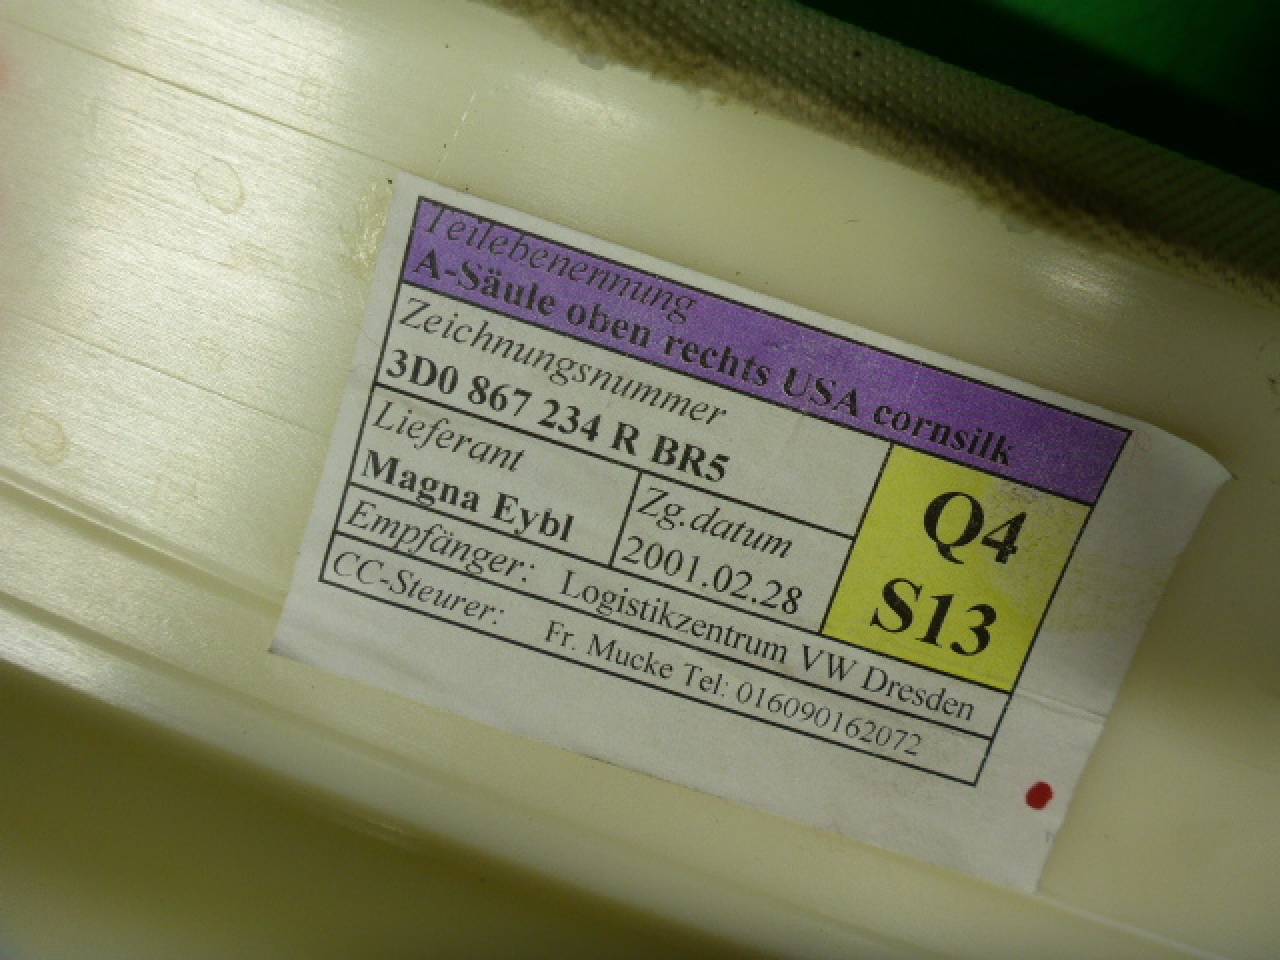 Teilebenennung
A-Säule oben rechts USA cornsilk
Zeichnungsnummer
3D0 867 234 R BR5
Lieferant
Magna Eybl
Zg.datum
2001.02.28
Q4
S13
Empfänger: Logistikzentrum VW Dresden
CC-Steurer: Fr. Mucke Tel: 016090162072